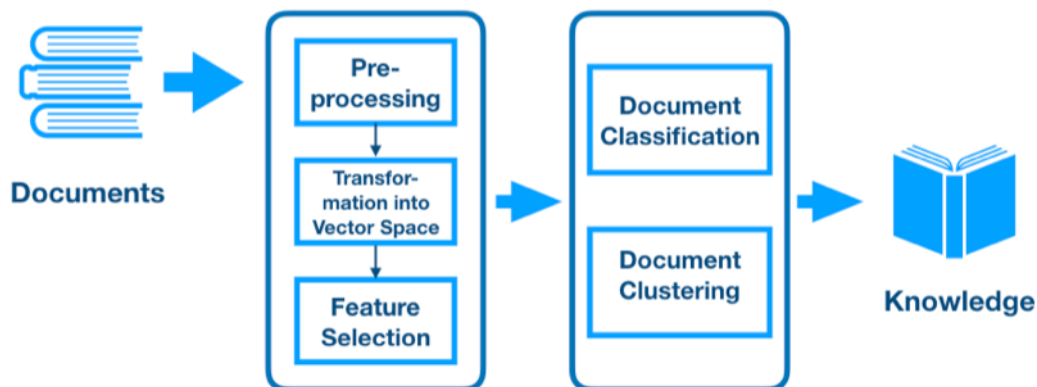 Documents
Pre-
processing
Transfor-
mation into
Vector Space
Feature
Selection
Document
Classification
Document
Clustering
Knowledge